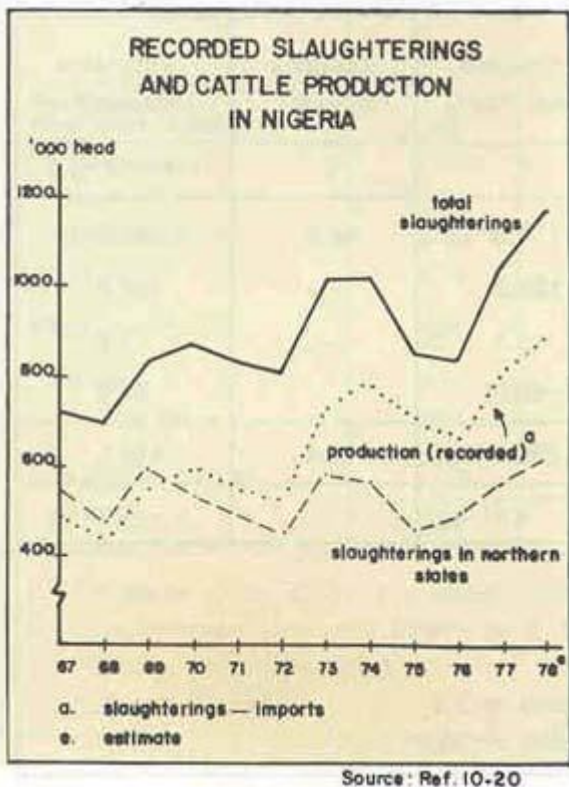 RECORDED SLAUGHTERINGS
AND CATTLE PRODUCTION
IN NIGERIA
'000 head
1200
1000
800
600
400
total
slaughterings
production (recorded)a
slaughterings in northern
states
67 68 69 70 71 72 73 74 75 76 77 78e
a. slaughterings — imports
e. estimate
Source: Ref. 10-20